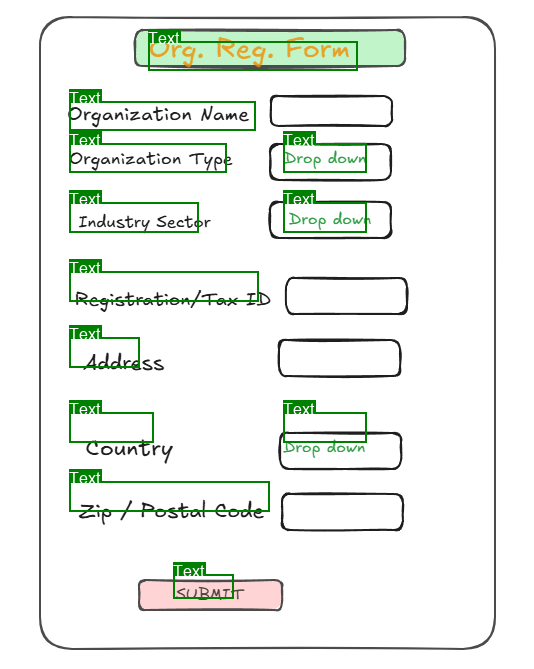 Text
Org. Reg. Form
Text
Organization Name
Text
Organization Type
Text
Drop down
Text
Industry Sector
Text
Drop down
Text
Registration/Tax ID
Text
Address
Text
Country
Text
Drop down
Text
Zip / Postal Code
Text
SUBMIT